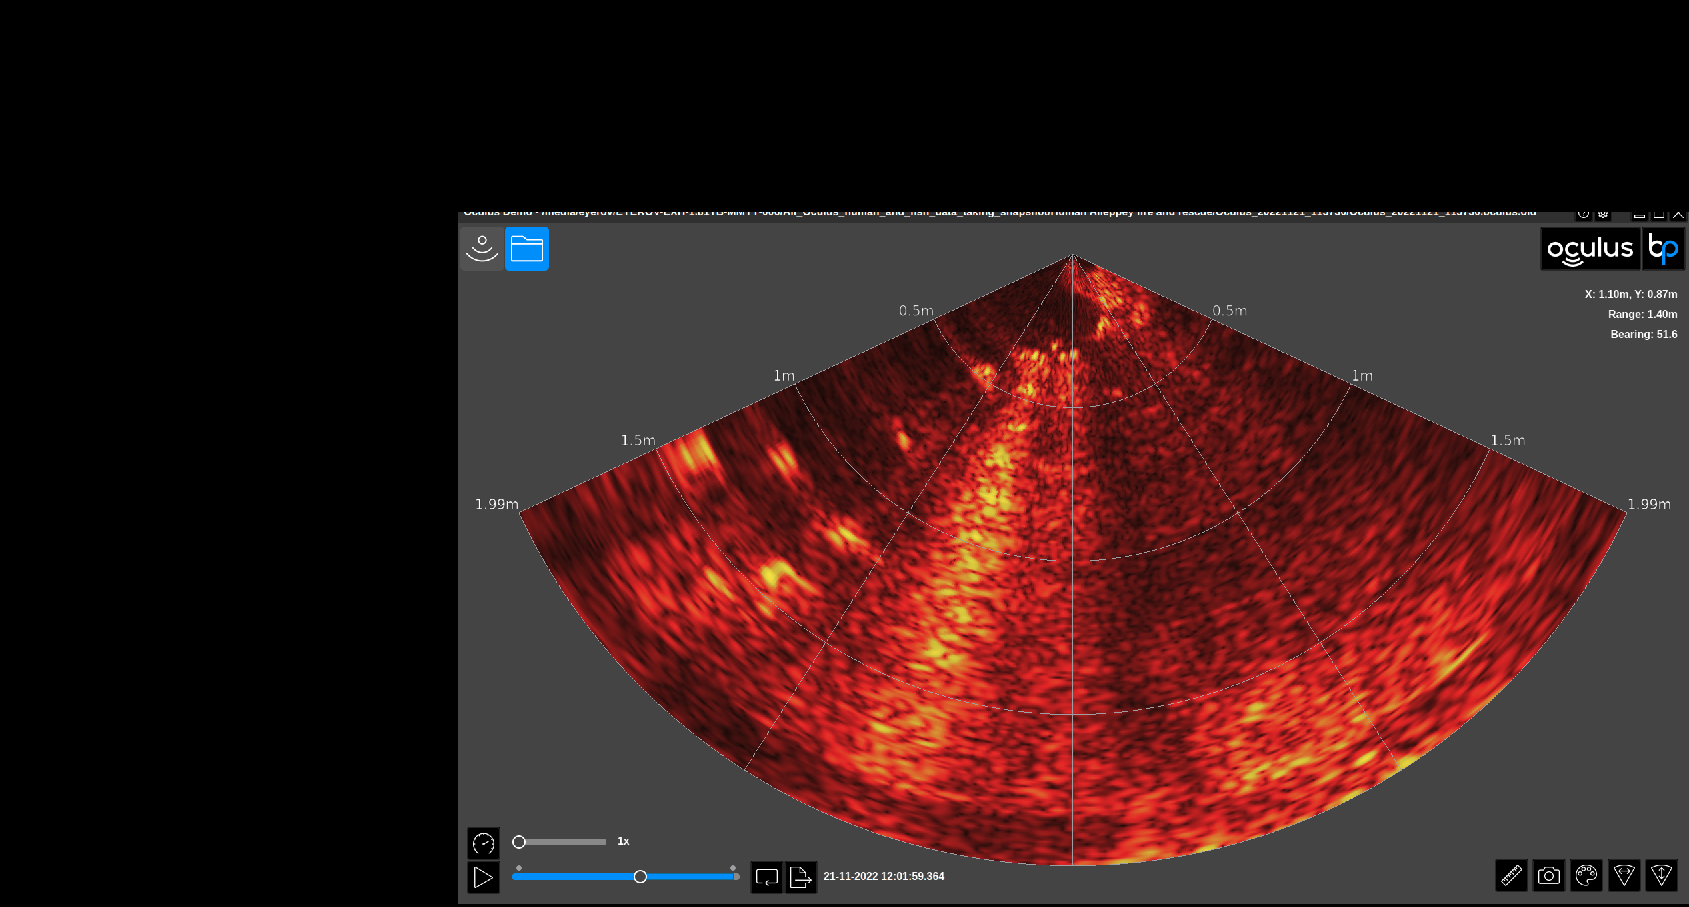 oculus bp
X: 1.10m, Y: 0.87m
Range: 1.40m
Bearing: 51.6
0.5m 0.5m
1m 1m
1.5m 1.5m
1.99m 1.99m
1x
21-11-2022 12:01:59.364